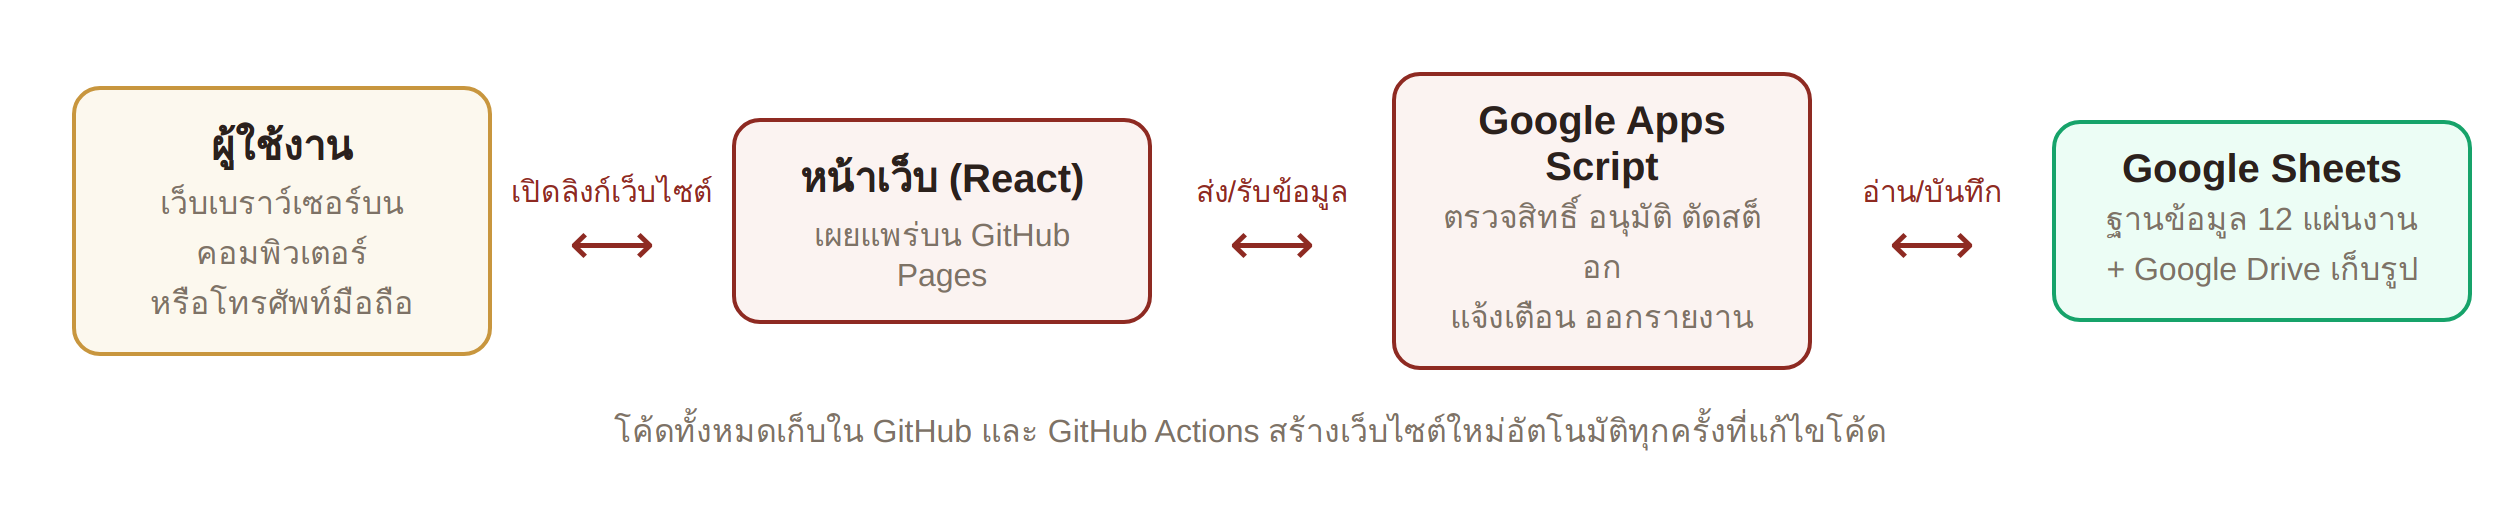 ผู้ใช้งาน
เว็บเบราว์เซอร์บน
คอมพิวเตอร์
หรือโทรศัพท์มือถือ
เปิดลิงก์เว็บไซต์
หน้าเว็บ (React)
เผยแพร่บน GitHub
Pages
ส่ง/รับข้อมูล
Google Apps
Script
ตรวจสิทธิ์ อนุมัติ ตัดสต็
อก
แจ้งเตือน ออกรายงาน
อ่าน/บันทึก
Google Sheets
ฐานข้อมูล 12 แผ่นงาน
+ Google Drive เก็บรูป
โค้ดทั้งหมดเก็บใน GitHub และ GitHub Actions สร้างเว็บไซต์ใหม่อัตโนมัติทุกครั้งที่แก้ไขโค้ด